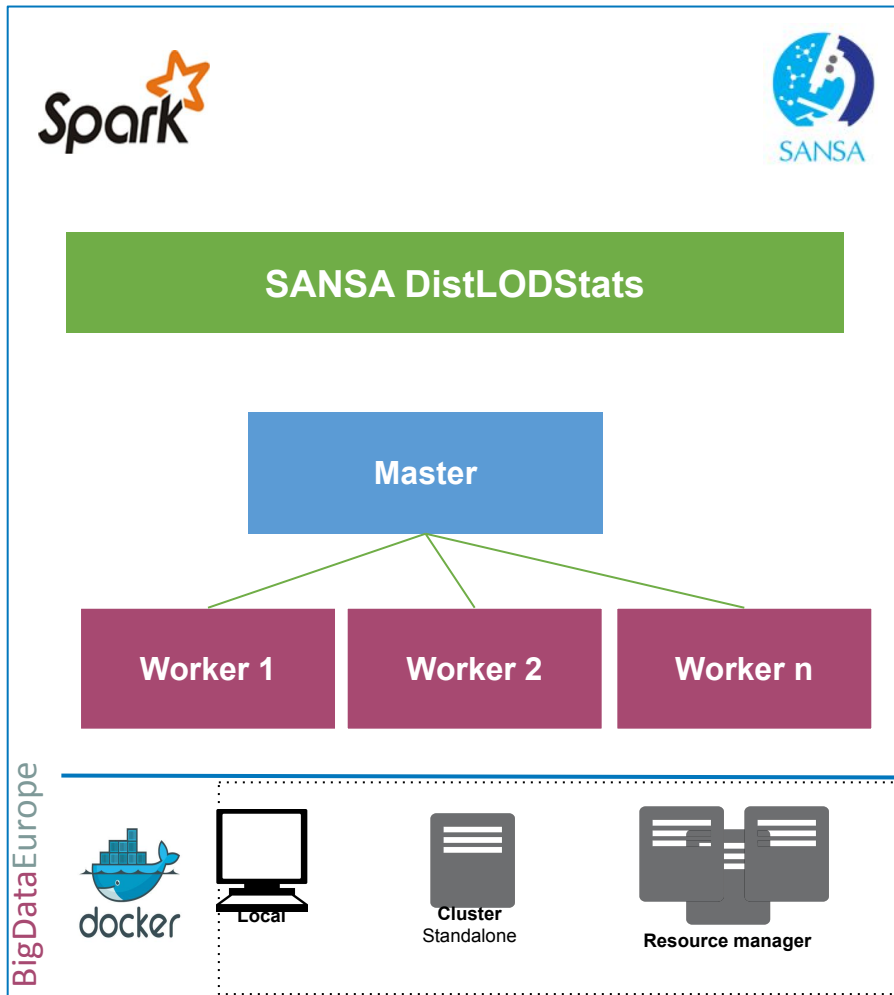 Spark
SANSA
SANSA DistLODStats
Master
Worker 1
Worker 2
Worker n
BigDataEurope
docker
Local
Cluster
Standalone
Resource manager